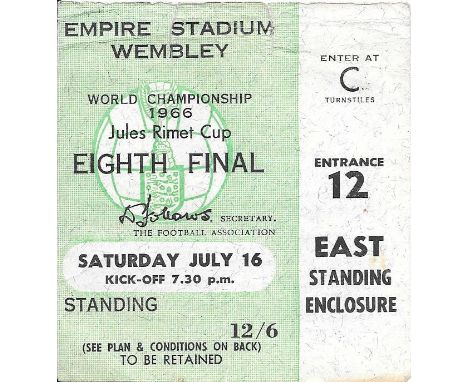 EMPIRE STADIUM
WEMBLEY
WORLD CHAMPIONSHIP
1966
Jules Rimet Cup
EIGHTH FINAL
D Follows, SECRETARY.
THE FOOTBALL ASSOCIATION
SATURDAY JULY 16
KICK-OFF 7.30 p.m.
STANDING
12/6
(SEE PLAN & CONDITIONS ON BACK)
TO BE RETAINED
ENTER AT
C
TURNSTILES
ENTRANCE
12
EAST
STANDING
ENCLOSURE